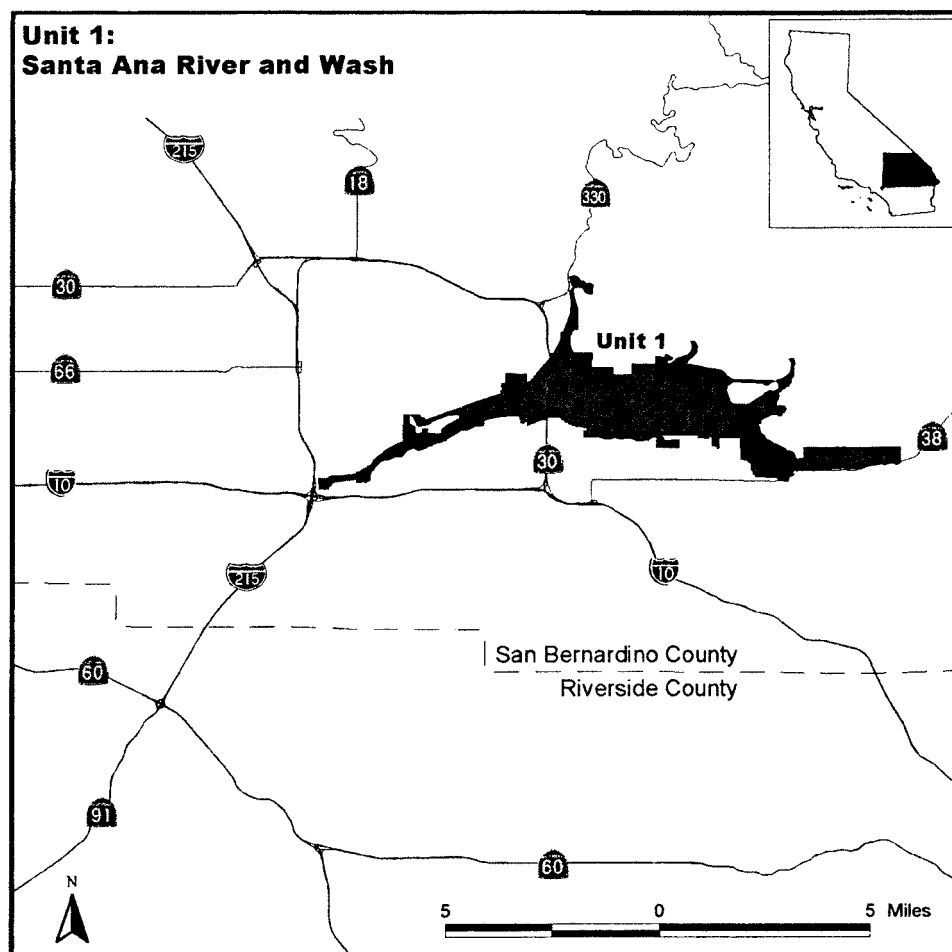 Unit 1:
Santa Ana River and Wash
215
18
330
30
Unit 1
66
38
30
10
215
10
San Bernardino County
60
Riverside County
91
60
N
5 0 5 Miles